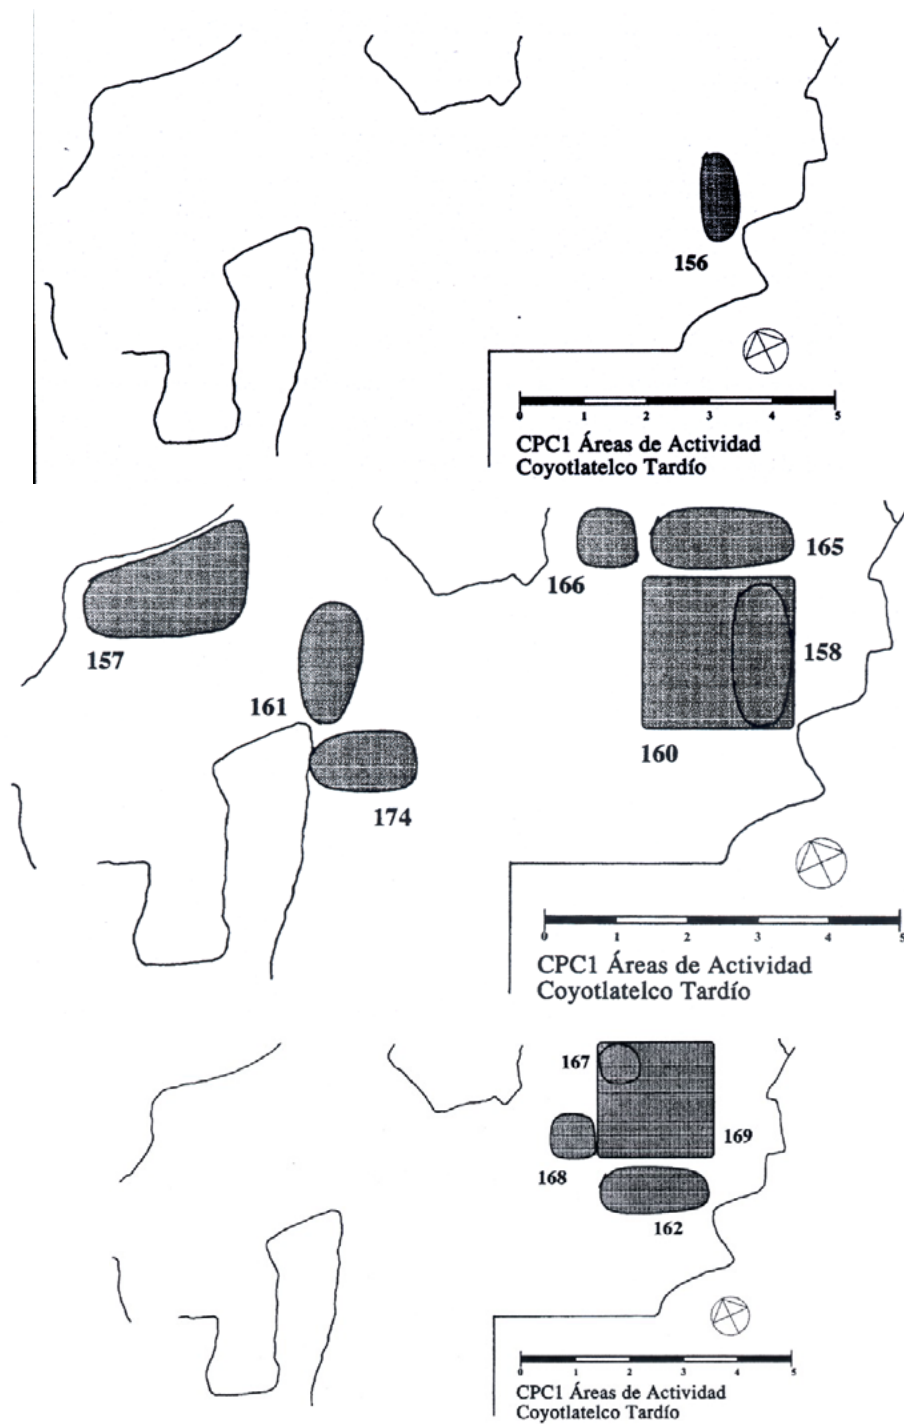 156
0 1 2 3 4 5
CPC1 Áreas de Actividad
Coyotlatelco Tardío
166
165
157
158
161
160
174
0 1 2 3 4 5
CPC1 Áreas de Actividad
Coyotlatelco Tardío
167
169
168
162
0 1 2 3 4 5
CPC1 Áreas de Actividad
Coyotlatelco Tardío